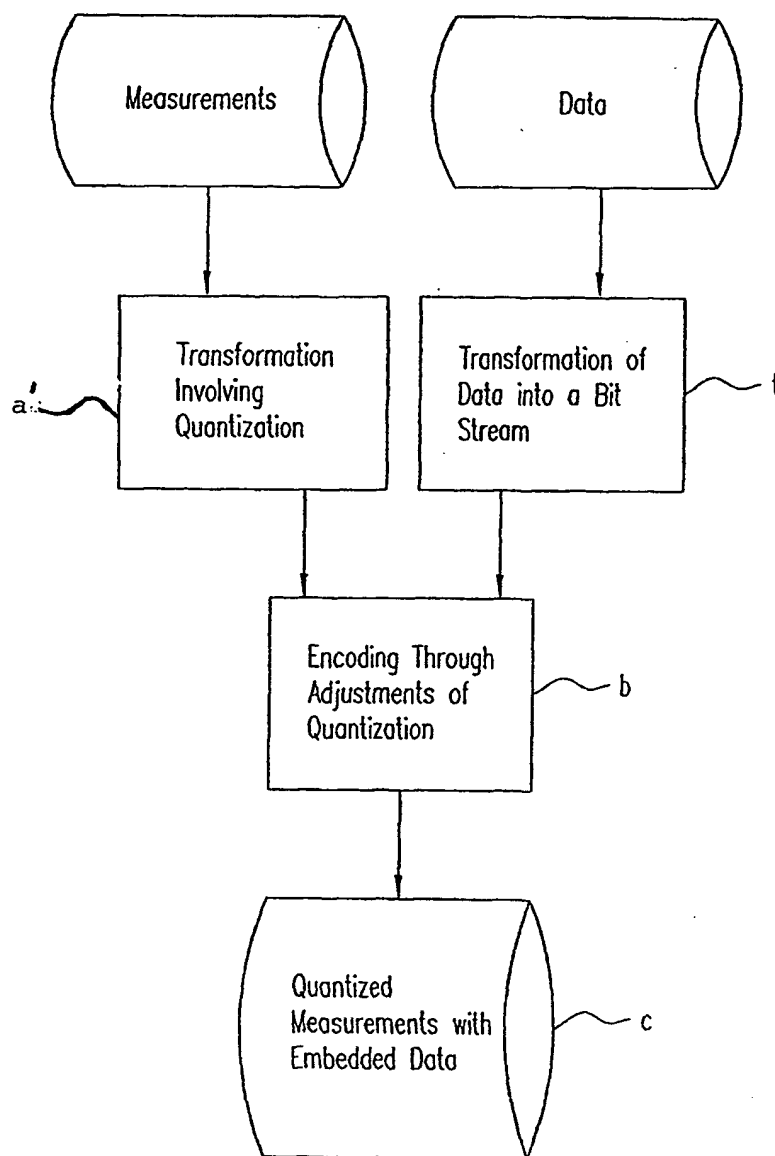 Measurements
Data
Transformation
Involving
Quantization
Transformation of
Data into a Bit
Stream
a'
Encoding Through
Adjustments of
Quantization
b
Quantized
Measurements with
Embedded Data
c